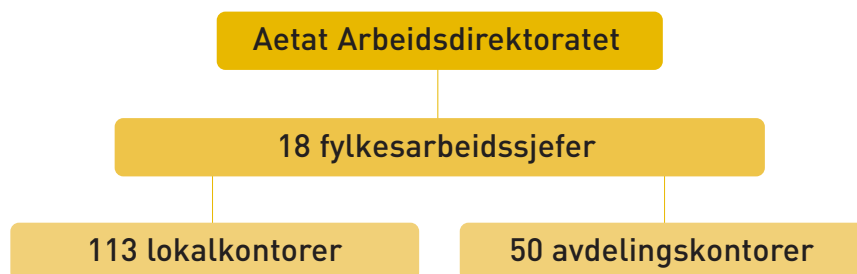 Aetat Arbeidsdirektoratet
18 fylkesarbeidssjefer
113 lokalkontorer
50 avdelingskontorer